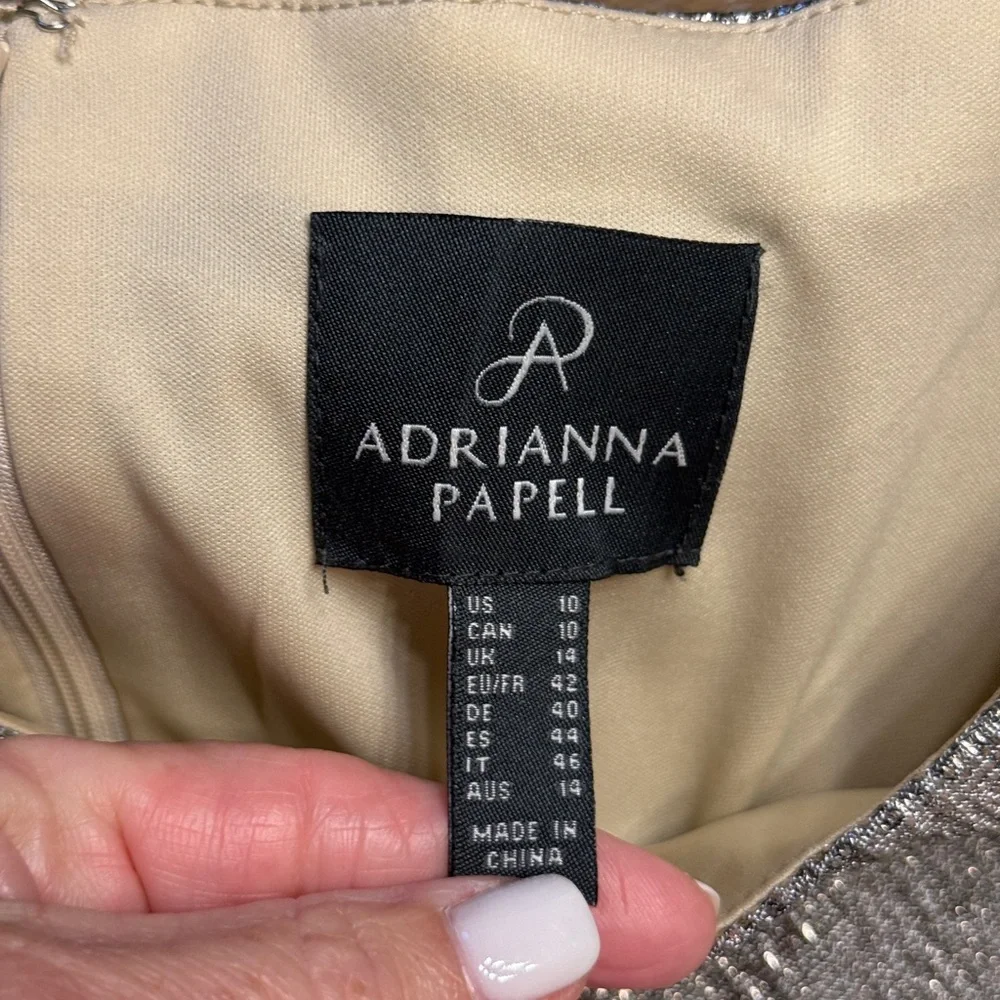 AP
ADRIANNA
PAPELL
US 10
CAN 10
UK 14
EU/FR 42
DE 40
ES 44
IT 46
AUS 14
MADE IN
CHINA